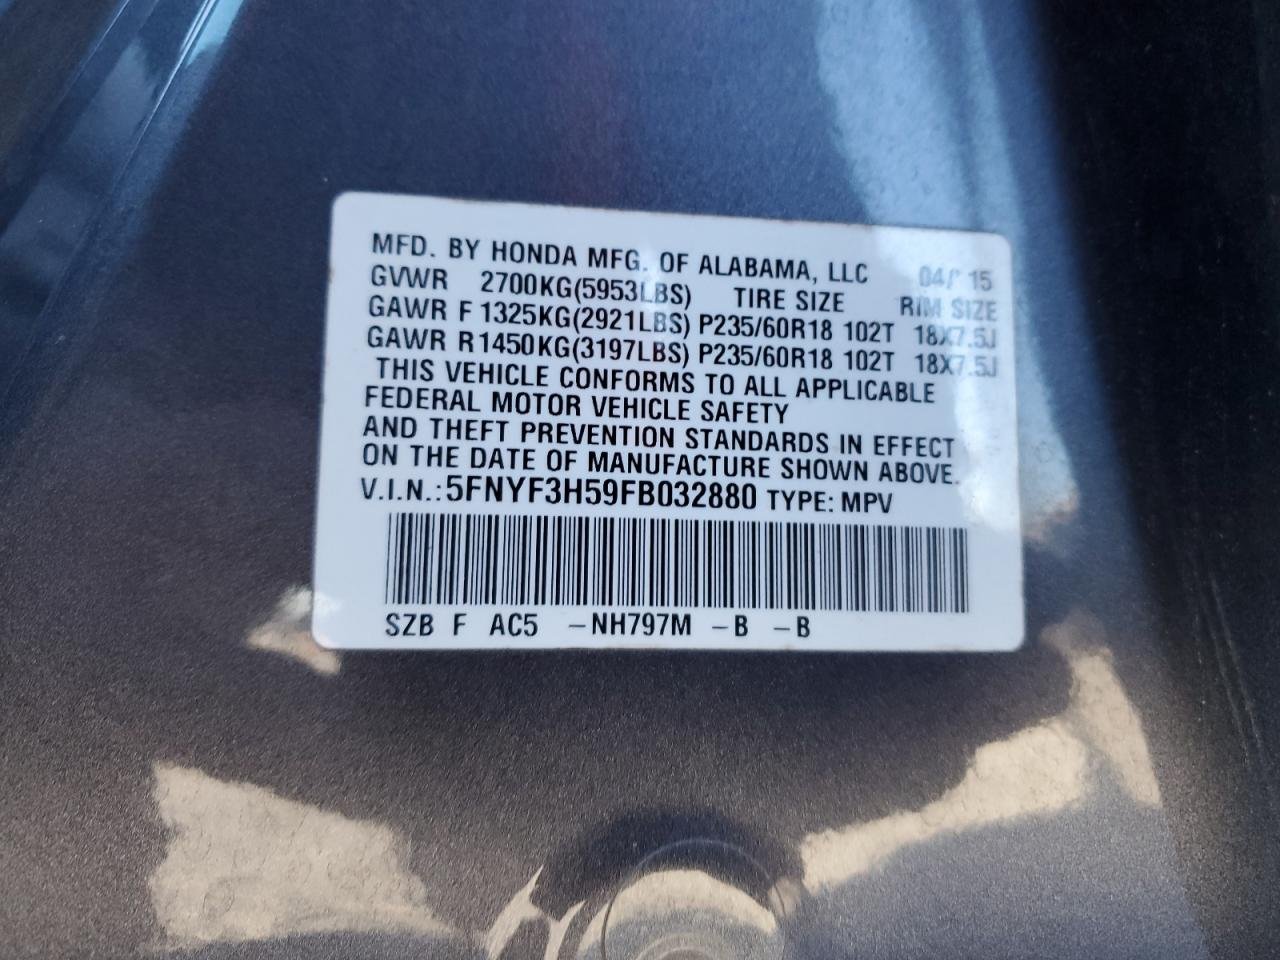 MFD. BY HONDA MFG. OF ALABAMA, LLC 04/15
GVWR 2700KG(5953LBS) TIRE SIZE RIM SIZE
GAWR F 1325KG(2921LBS) P235/60R18 102T 18X7.5J
GAWR R 1450KG(3197LBS) P235/60R18 102T 18X7.5J
THIS VEHICLE CONFORMS TO ALL APPLICABLE
FEDERAL MOTOR VEHICLE SAFETY
AND THEFT PREVENTION STANDARDS IN EFFECT
ON THE DATE OF MANUFACTURE SHOWN ABOVE.
V.I.N.:5FNYF3H59FB032880 TYPE: MPV
SZB F AC5 -NH797M -B -B